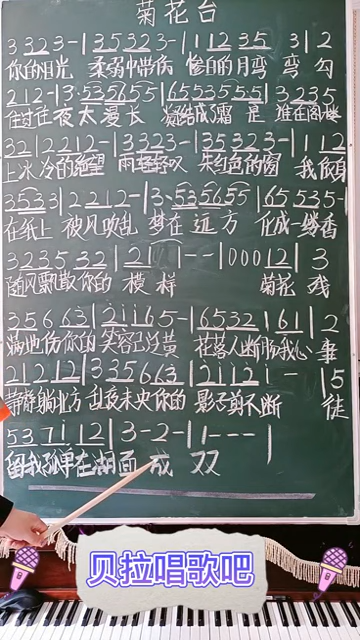 菊花台
3 3 2 3 - | 3 5 3 2 3 - | 1 1 2 3 5 3 | 2
你的目光 柔弱中带伤 惨白的月弯弯勾
2 1 2 - | 3 · 5 3 5 6 5 5 | 6 5 5 3 5 5 5 | 3 2 3 5
住过往 夜太漫长 凝结成了霜 是谁在阁楼
3 2 | 2 2 1 2 - | 3 3 2 3 - | 3 5 3 2 3 - | 1 1 2
上冰冷的绝望 雨轻轻叹 朱红色的窗 我一身
3 5 3 3 | 2 2 1 2 - | 3 - 5 3 5 6 5 5 | 6 5 5 3 5 - |
在纸上 被风吹乱 梦在远方 化成一缕香
3 2 3 5 3 2 | 2 1 1 1 - - | 0 0 0 1 2 | 3
随风飘散你的模样 菊花残
3 5 6 6 3 | 2 1 1 6 5 - | 6 5 3 2 1 6 1 | 2
满地伤你的笑容已泛黄 花落人断肠我心事
2 1 2 1 2 | 3 3 5 6 6 3 | 2 1 1 2 1 - | 5
静静躺北方 乱夜未央你的影子剪不断 徒
5 3 7 1 1 2 | 3 - 2 - | 1 - - - |
留我孤单在湖面 成双
贝拉唱歌吧